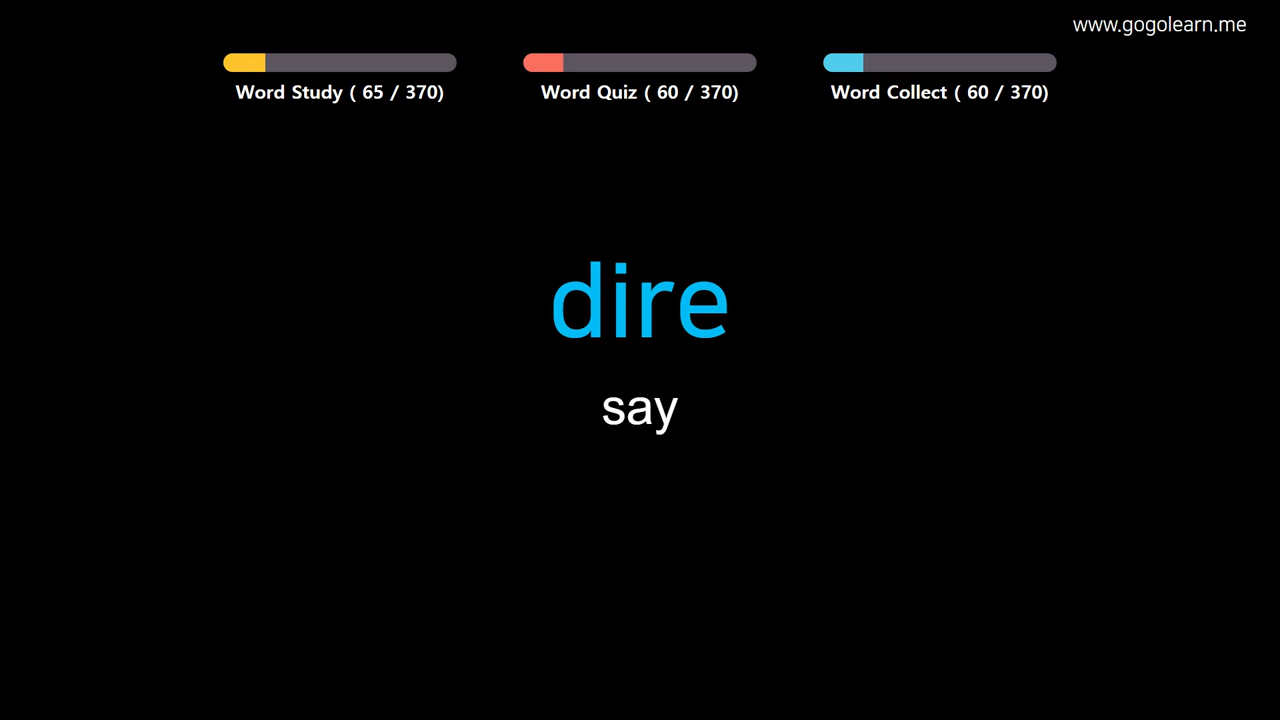 www.gogolearn.me
Word Study ( 65 / 370)
Word Quiz ( 60 / 370)
Word Collect ( 60 / 370)
dire
say